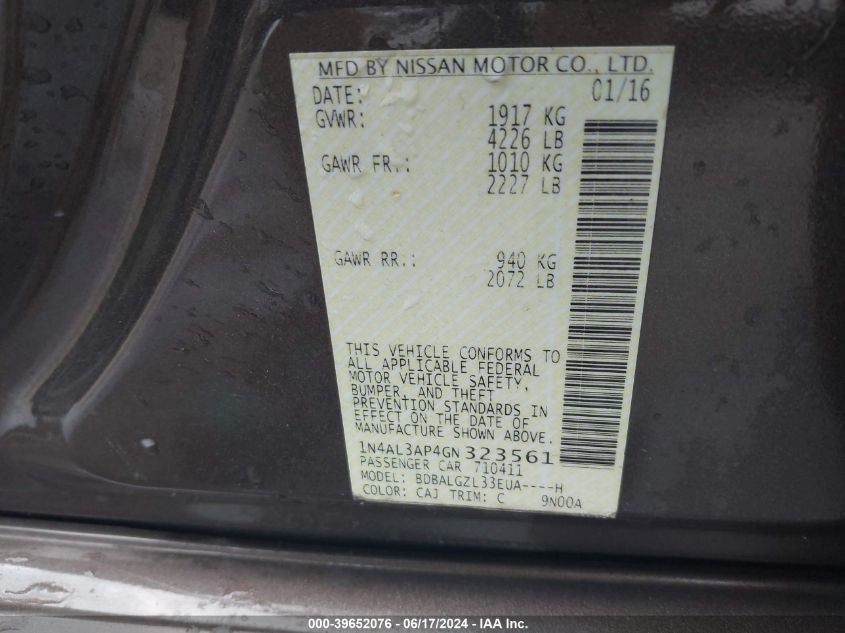 MFD BY NISSAN MOTOR CO., LTD.
DATE: 01/16
GVWR: 1917 KG
4226 LB
GAWR FR.: 1010 KG
2227 LB
GAWR RR.: 940 KG
2072 LB
THIS VEHICLE CONFORMS TO
ALL APPLICABLE FEDERAL
MOTOR VEHICLE SAFETY,
BUMPER, AND THEFT
PREVENTION STANDARDS IN
EFFECT ON THE DATE OF
MANUFACTURE SHOWN ABOVE.
1N4AL3AP4GN323561
PASSENGER CAR 710411
MODEL: BDBALGZL33EUA----H
COLOR: CAJ TRIM: C 9N00A
000-39652076 - 06/17/2024 - IAA Inc.